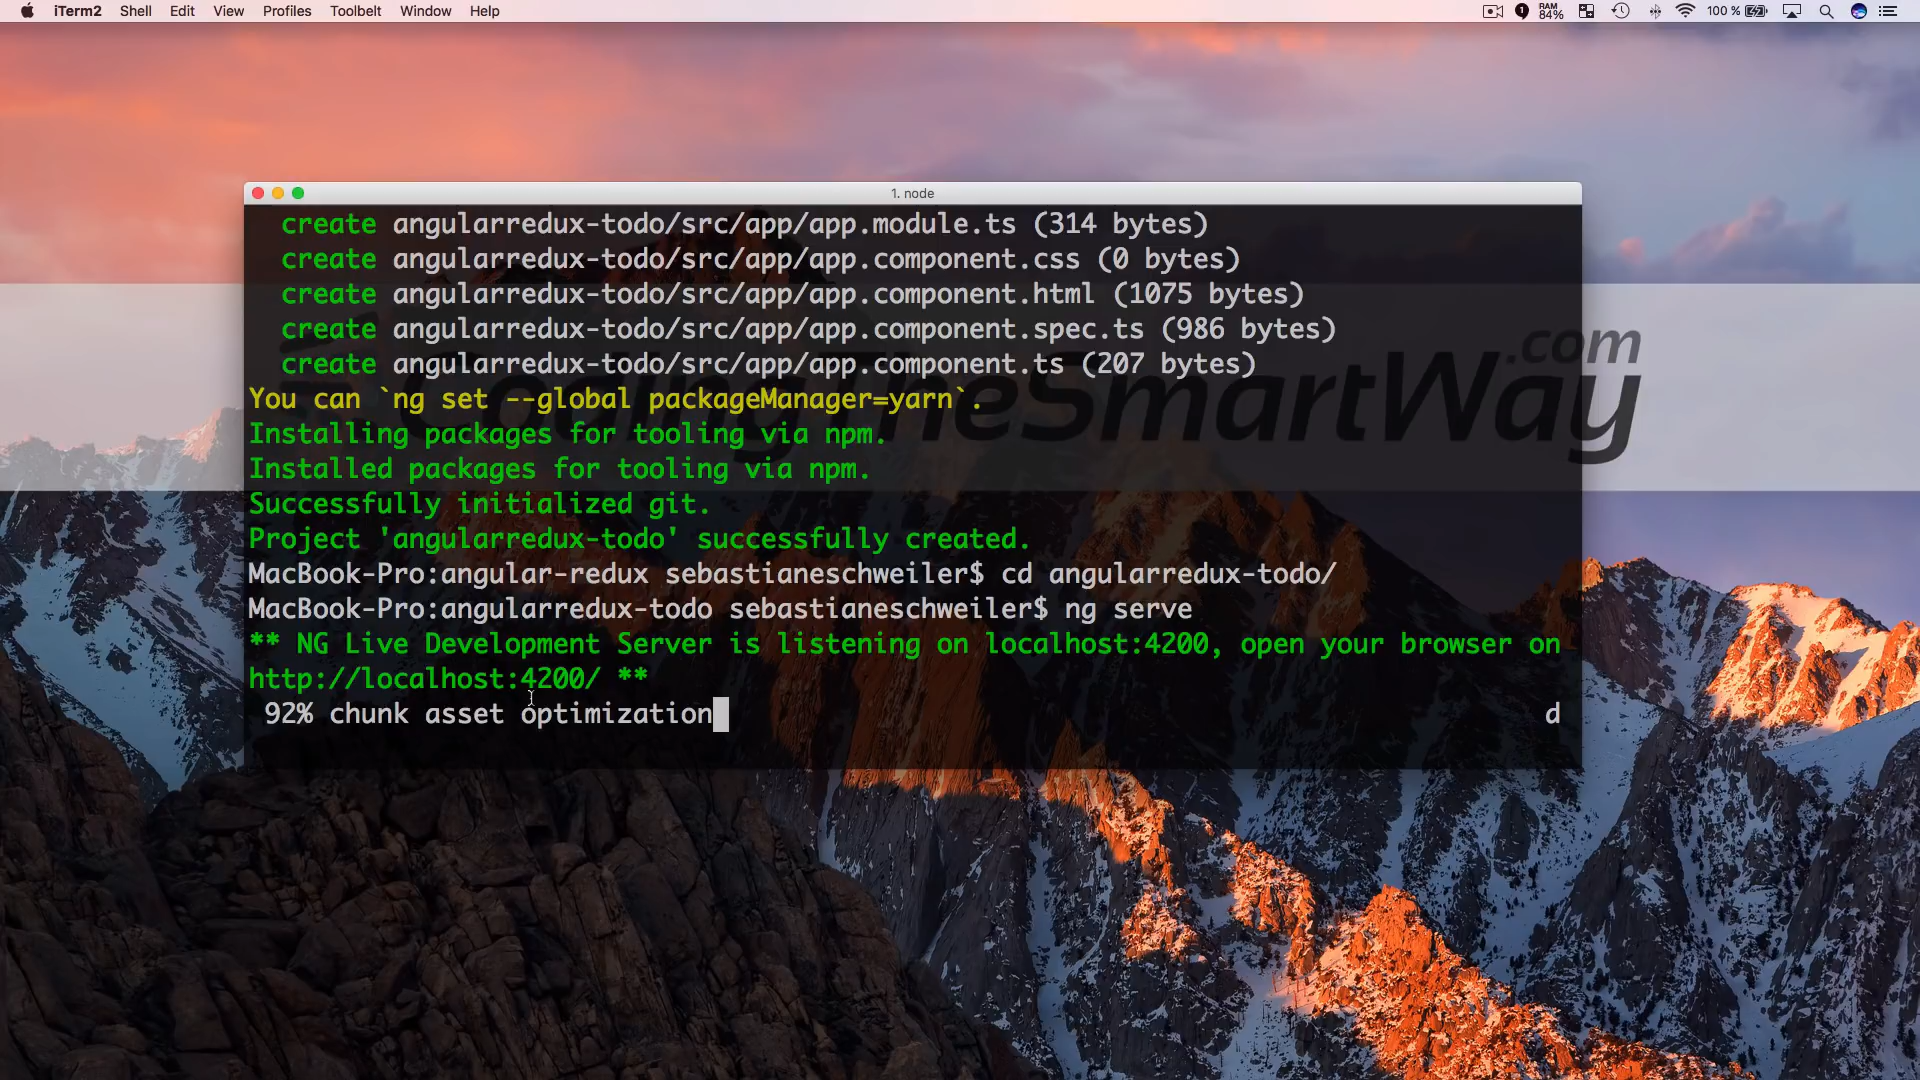 iTerm2 Shell Edit View Profiles Toolbelt Window Help
1 RAM 84% 100 %
1. node
create angularredux-todo/src/app/app.module.ts (314 bytes)
create angularredux-todo/src/app/app.component.css (0 bytes)
create angularredux-todo/src/app/app.component.html (1075 bytes)
create angularredux-todo/src/app/app.component.spec.ts (986 bytes)
create angularredux-todo/src/app/app.component.ts (207 bytes)
.com
CodingTheSmartWay
You can `ng set --global packageManager=yarn`.
Installing packages for tooling via npm.
Installed packages for tooling via npm.
Successfully initialized git.
Project 'angularredux-todo' successfully created.
MacBook-Pro:angular-redux sebastianeschweiler$ cd angularredux-todo/
MacBook-Pro:angularredux-todo sebastianeschweiler$ ng serve
** NG Live Development Server is listening on localhost:4200, open your browser on
http://localhost:4200/ **
92% chunk asset optimization d